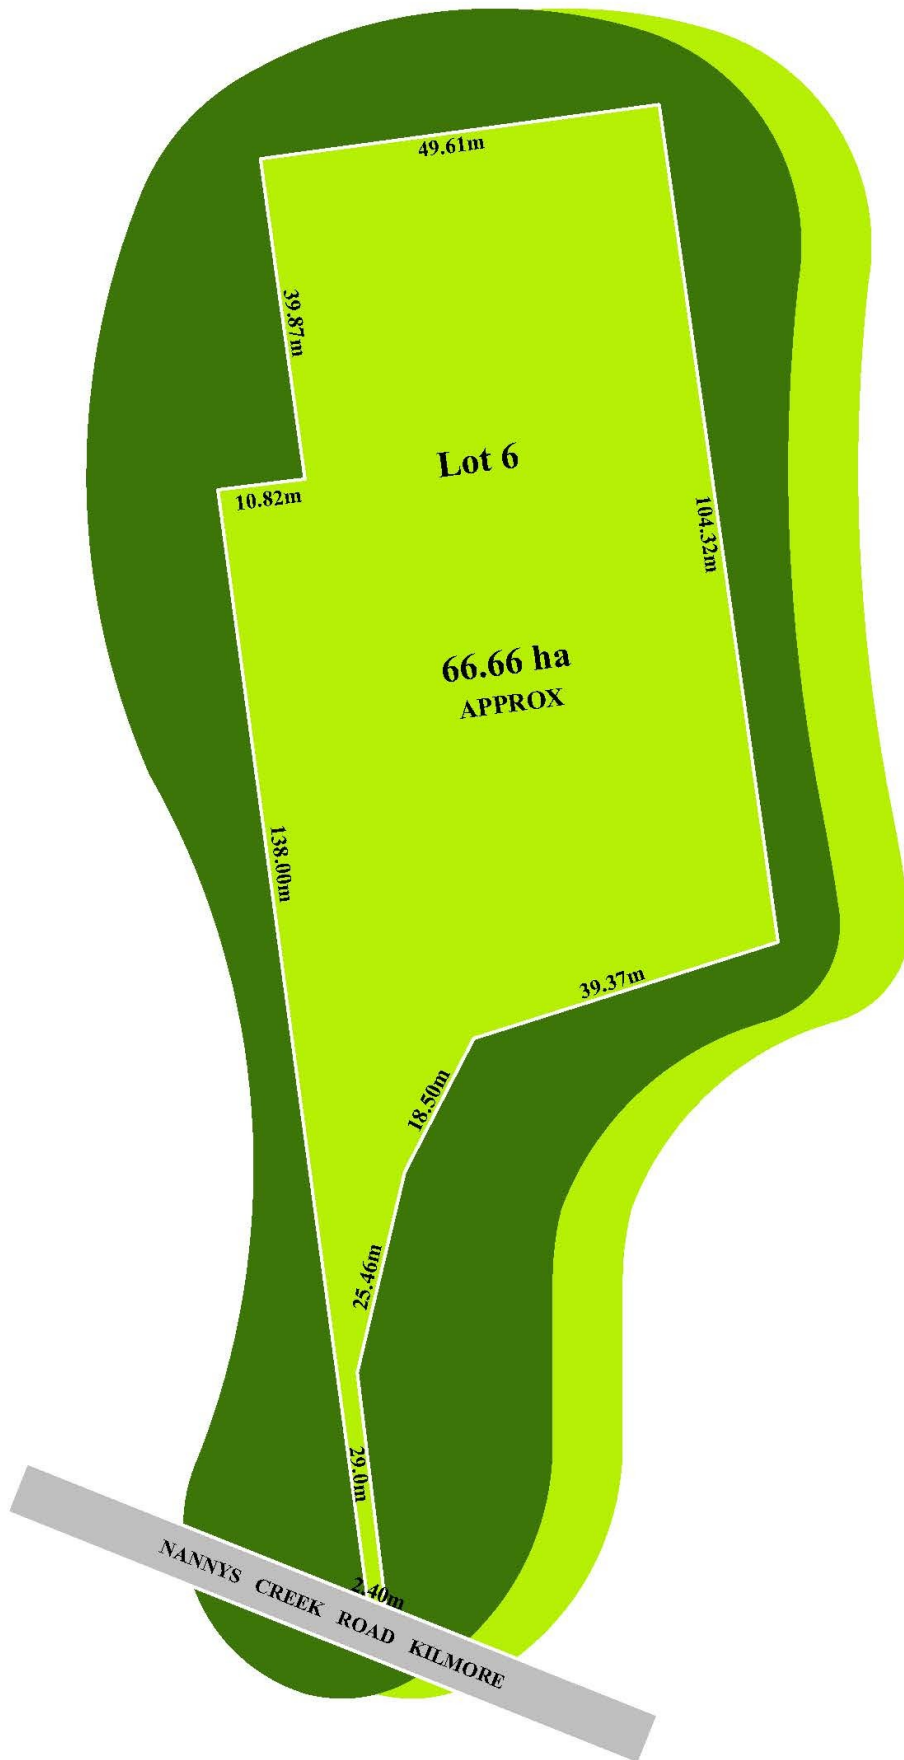 49.61m
39.87m
Lot 6
10.82m
104.32m
66.66 ha
APPROX
138.00m
39.37m
18.50m
25.46m
29.0m
2.40m
NANNYS CREEK ROAD KILMORE